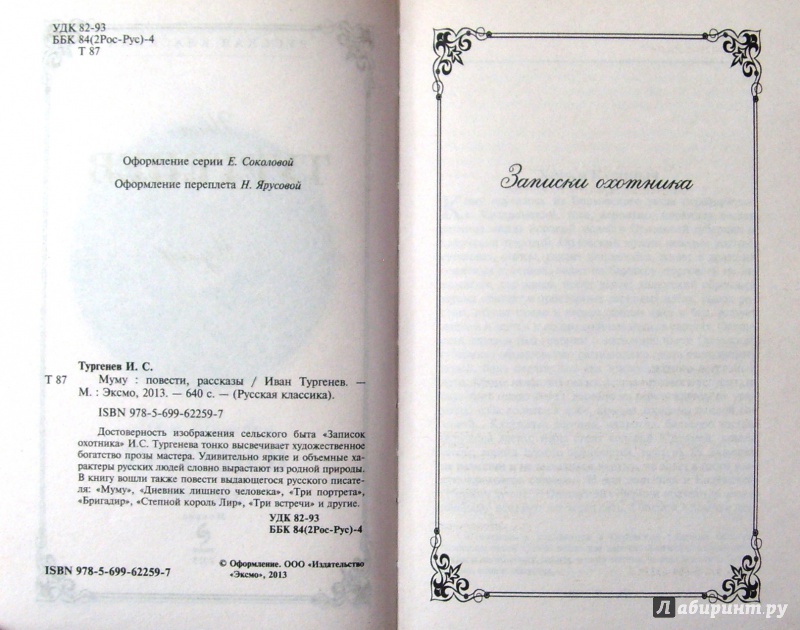 УДК 82-93
ББК 84(2Рос-Рус)-4
Т 87
Оформление серии Е. Соколовой
Оформление переплета Н. Ярусовой
Тургенев И. С.
Т 87 Муму : повести, рассказы / Иван Тургенев. —
М. : Эксмо, 2013. — 640 с. — (Русская классика).
ISBN 978-5-699-62259-7
Достоверность изображения сельского быта «Записок
охотника» И.С. Тургенева тонко высвечивает художественное
богатство прозы мастера. Удивительно яркие и объемные ха-
рактеры русских людей словно вырастают из родной природы.
В книгу вошли также повести выдающегося русского писате-
ля: «Муму», «Дневник лишнего человека», «Три портрета»,
«Бригадир», «Степной король Лир», «Три встречи» и другие.
УДК 82-93
ББК 84(2Рос-Рус)-4
ISBN 978-5-699-62259-7
© Оформление. ООО «Издательство
«Эксмо», 2013
Записки охотника
Лабиринт.ру